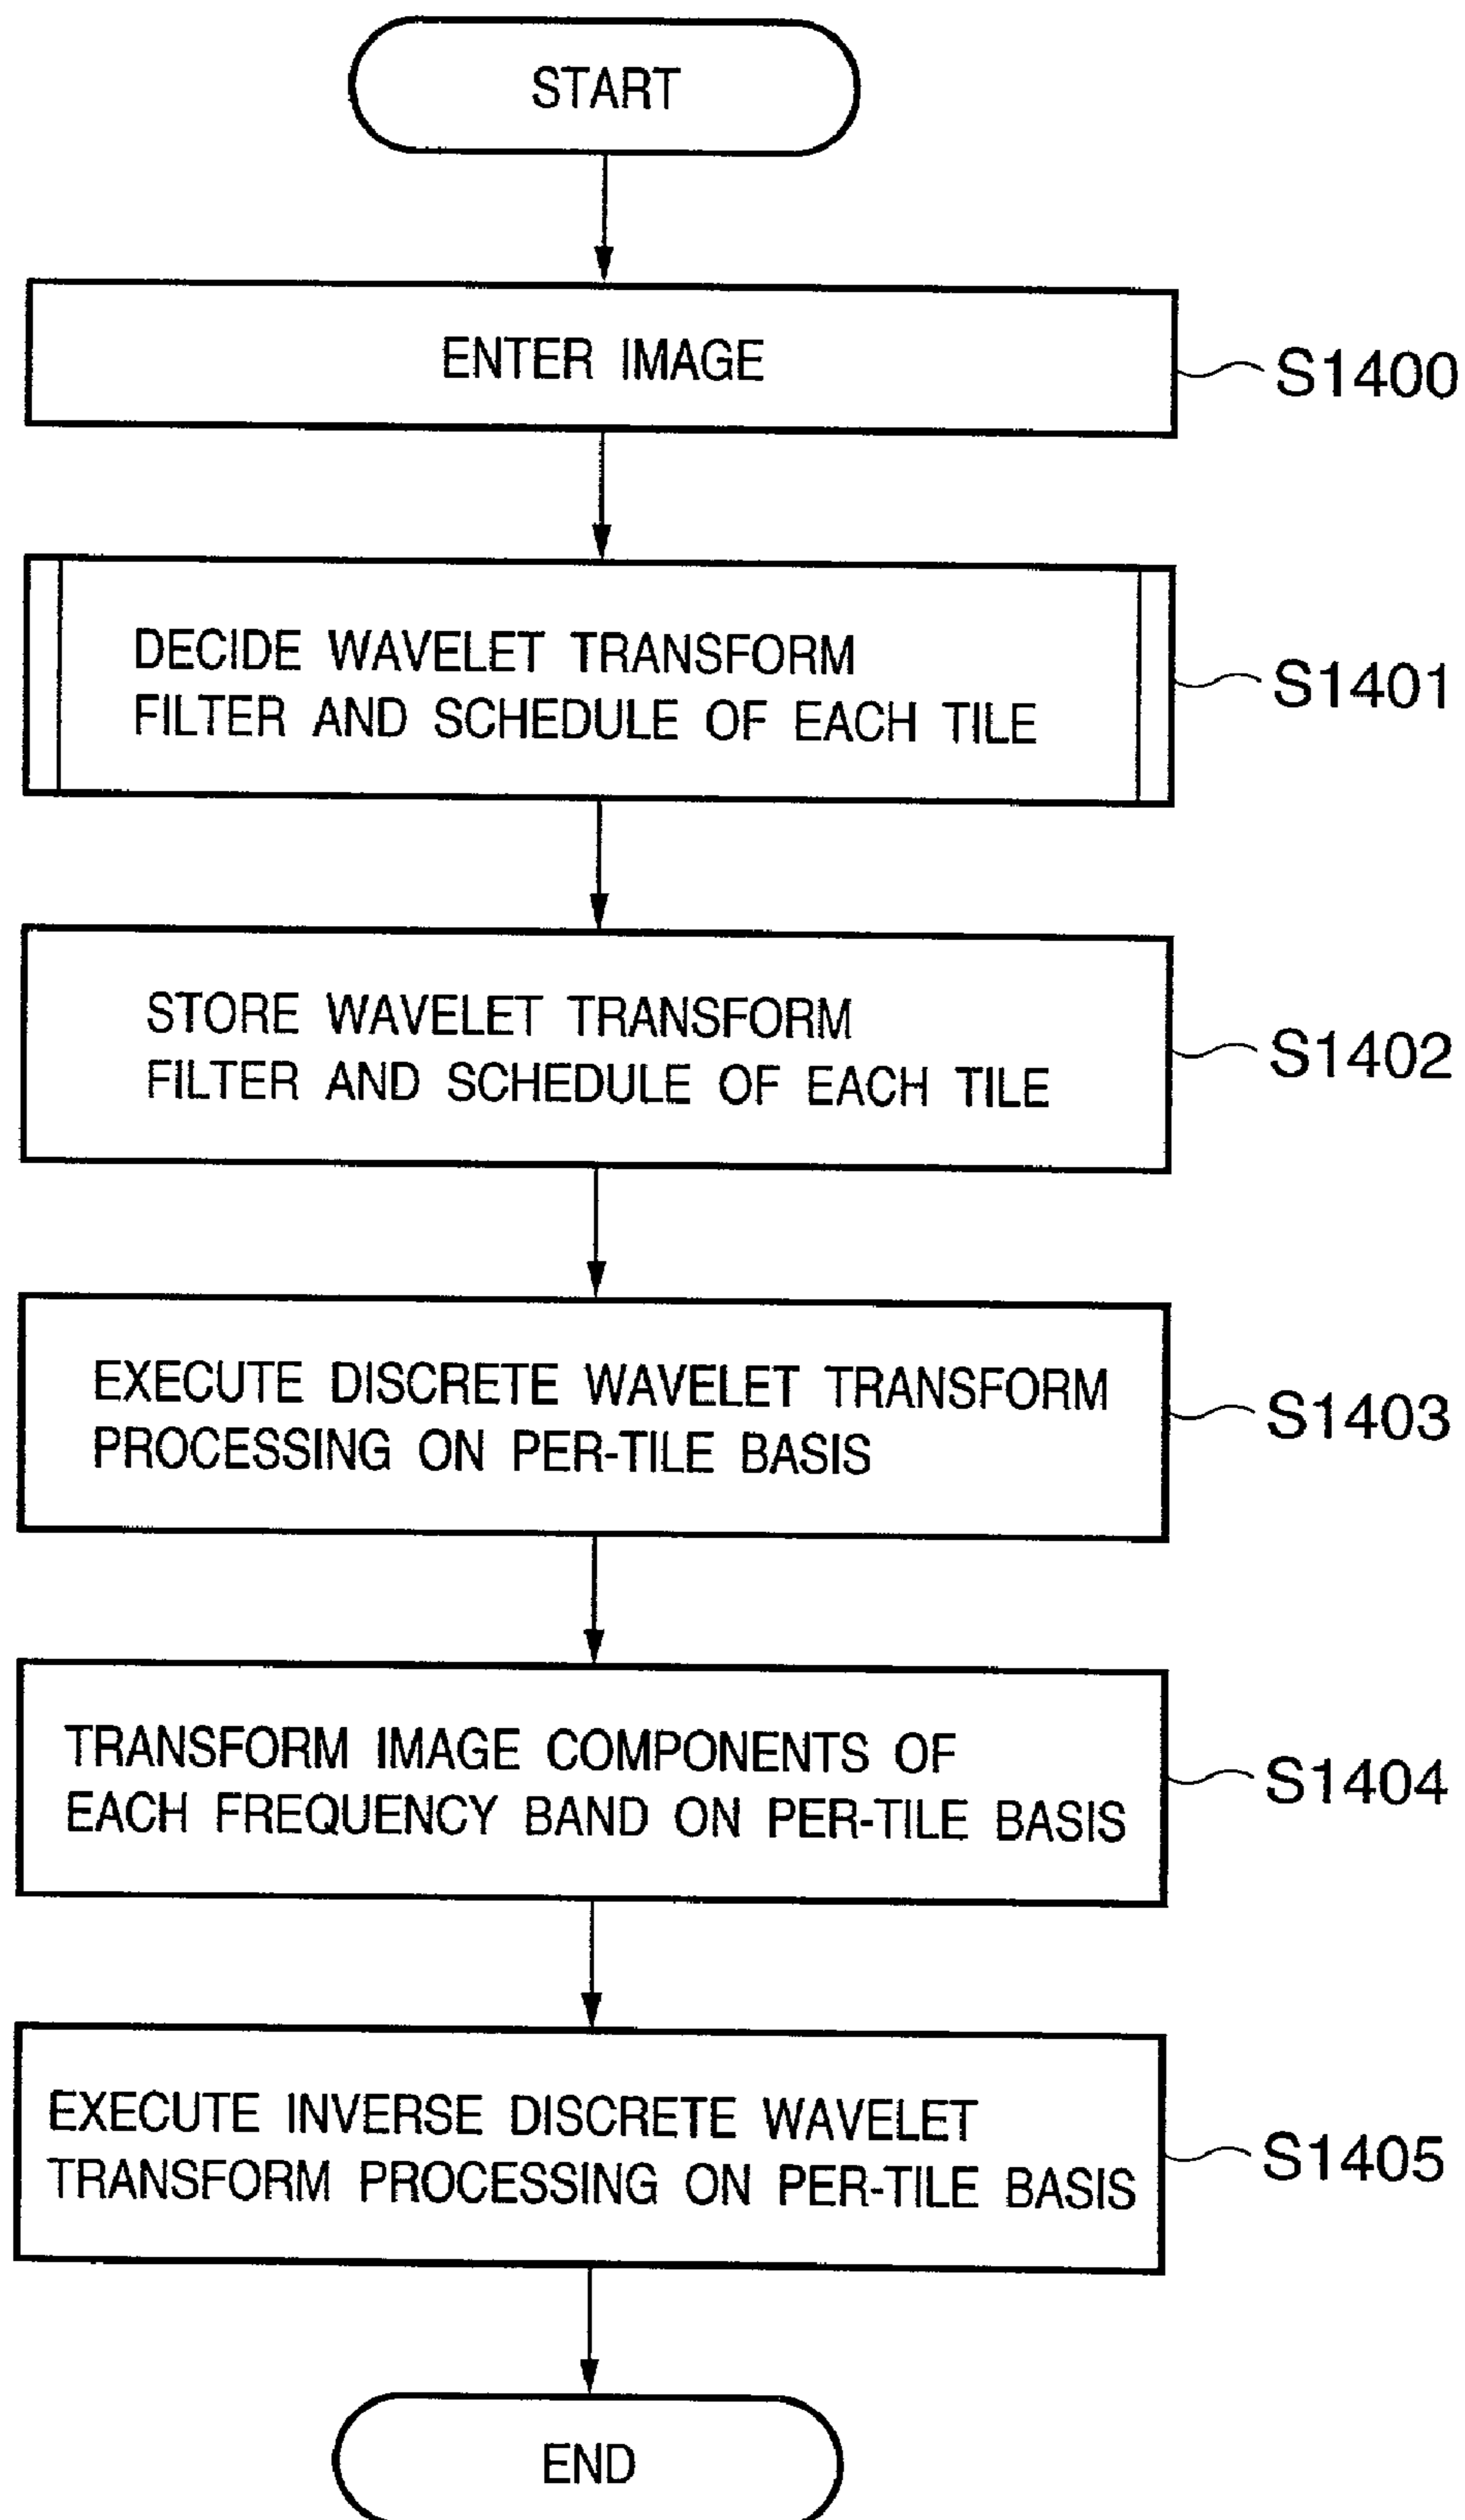 START
ENTER IMAGE
S1400
DECIDE WAVELET TRANSFORM
FILTER AND SCHEDULE OF EACH TILE
S1401
STORE WAVELET TRANSFORM
FILTER AND SCHEDULE OF EACH TILE
S1402
EXECUTE DISCRETE WAVELET TRANSFORM
PROCESSING ON PER-TILE BASIS
S1403
TRANSFORM IMAGE COMPONENTS OF
EACH FREQUENCY BAND ON PER-TILE BASIS
S1404
EXECUTE INVERSE DISCRETE WAVELET
TRANSFORM PROCESSING ON PER-TILE BASIS
S1405
END